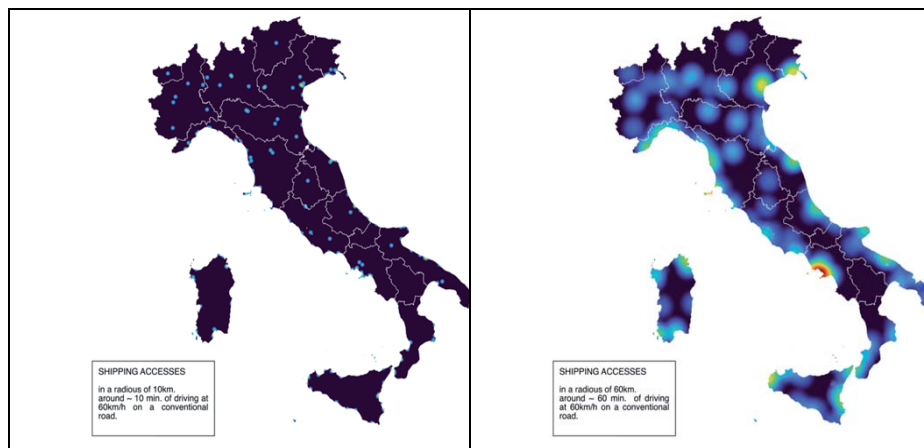 SHIPPING ACCESSES
in a radious of 10km.
around ~ 10 min. of driving at
60km/h on a conventional
road.
SHIPPING ACCESSES
in a radious of 60km.
around ~ 60 min. of driving
at 60km/h on a conventional
road.